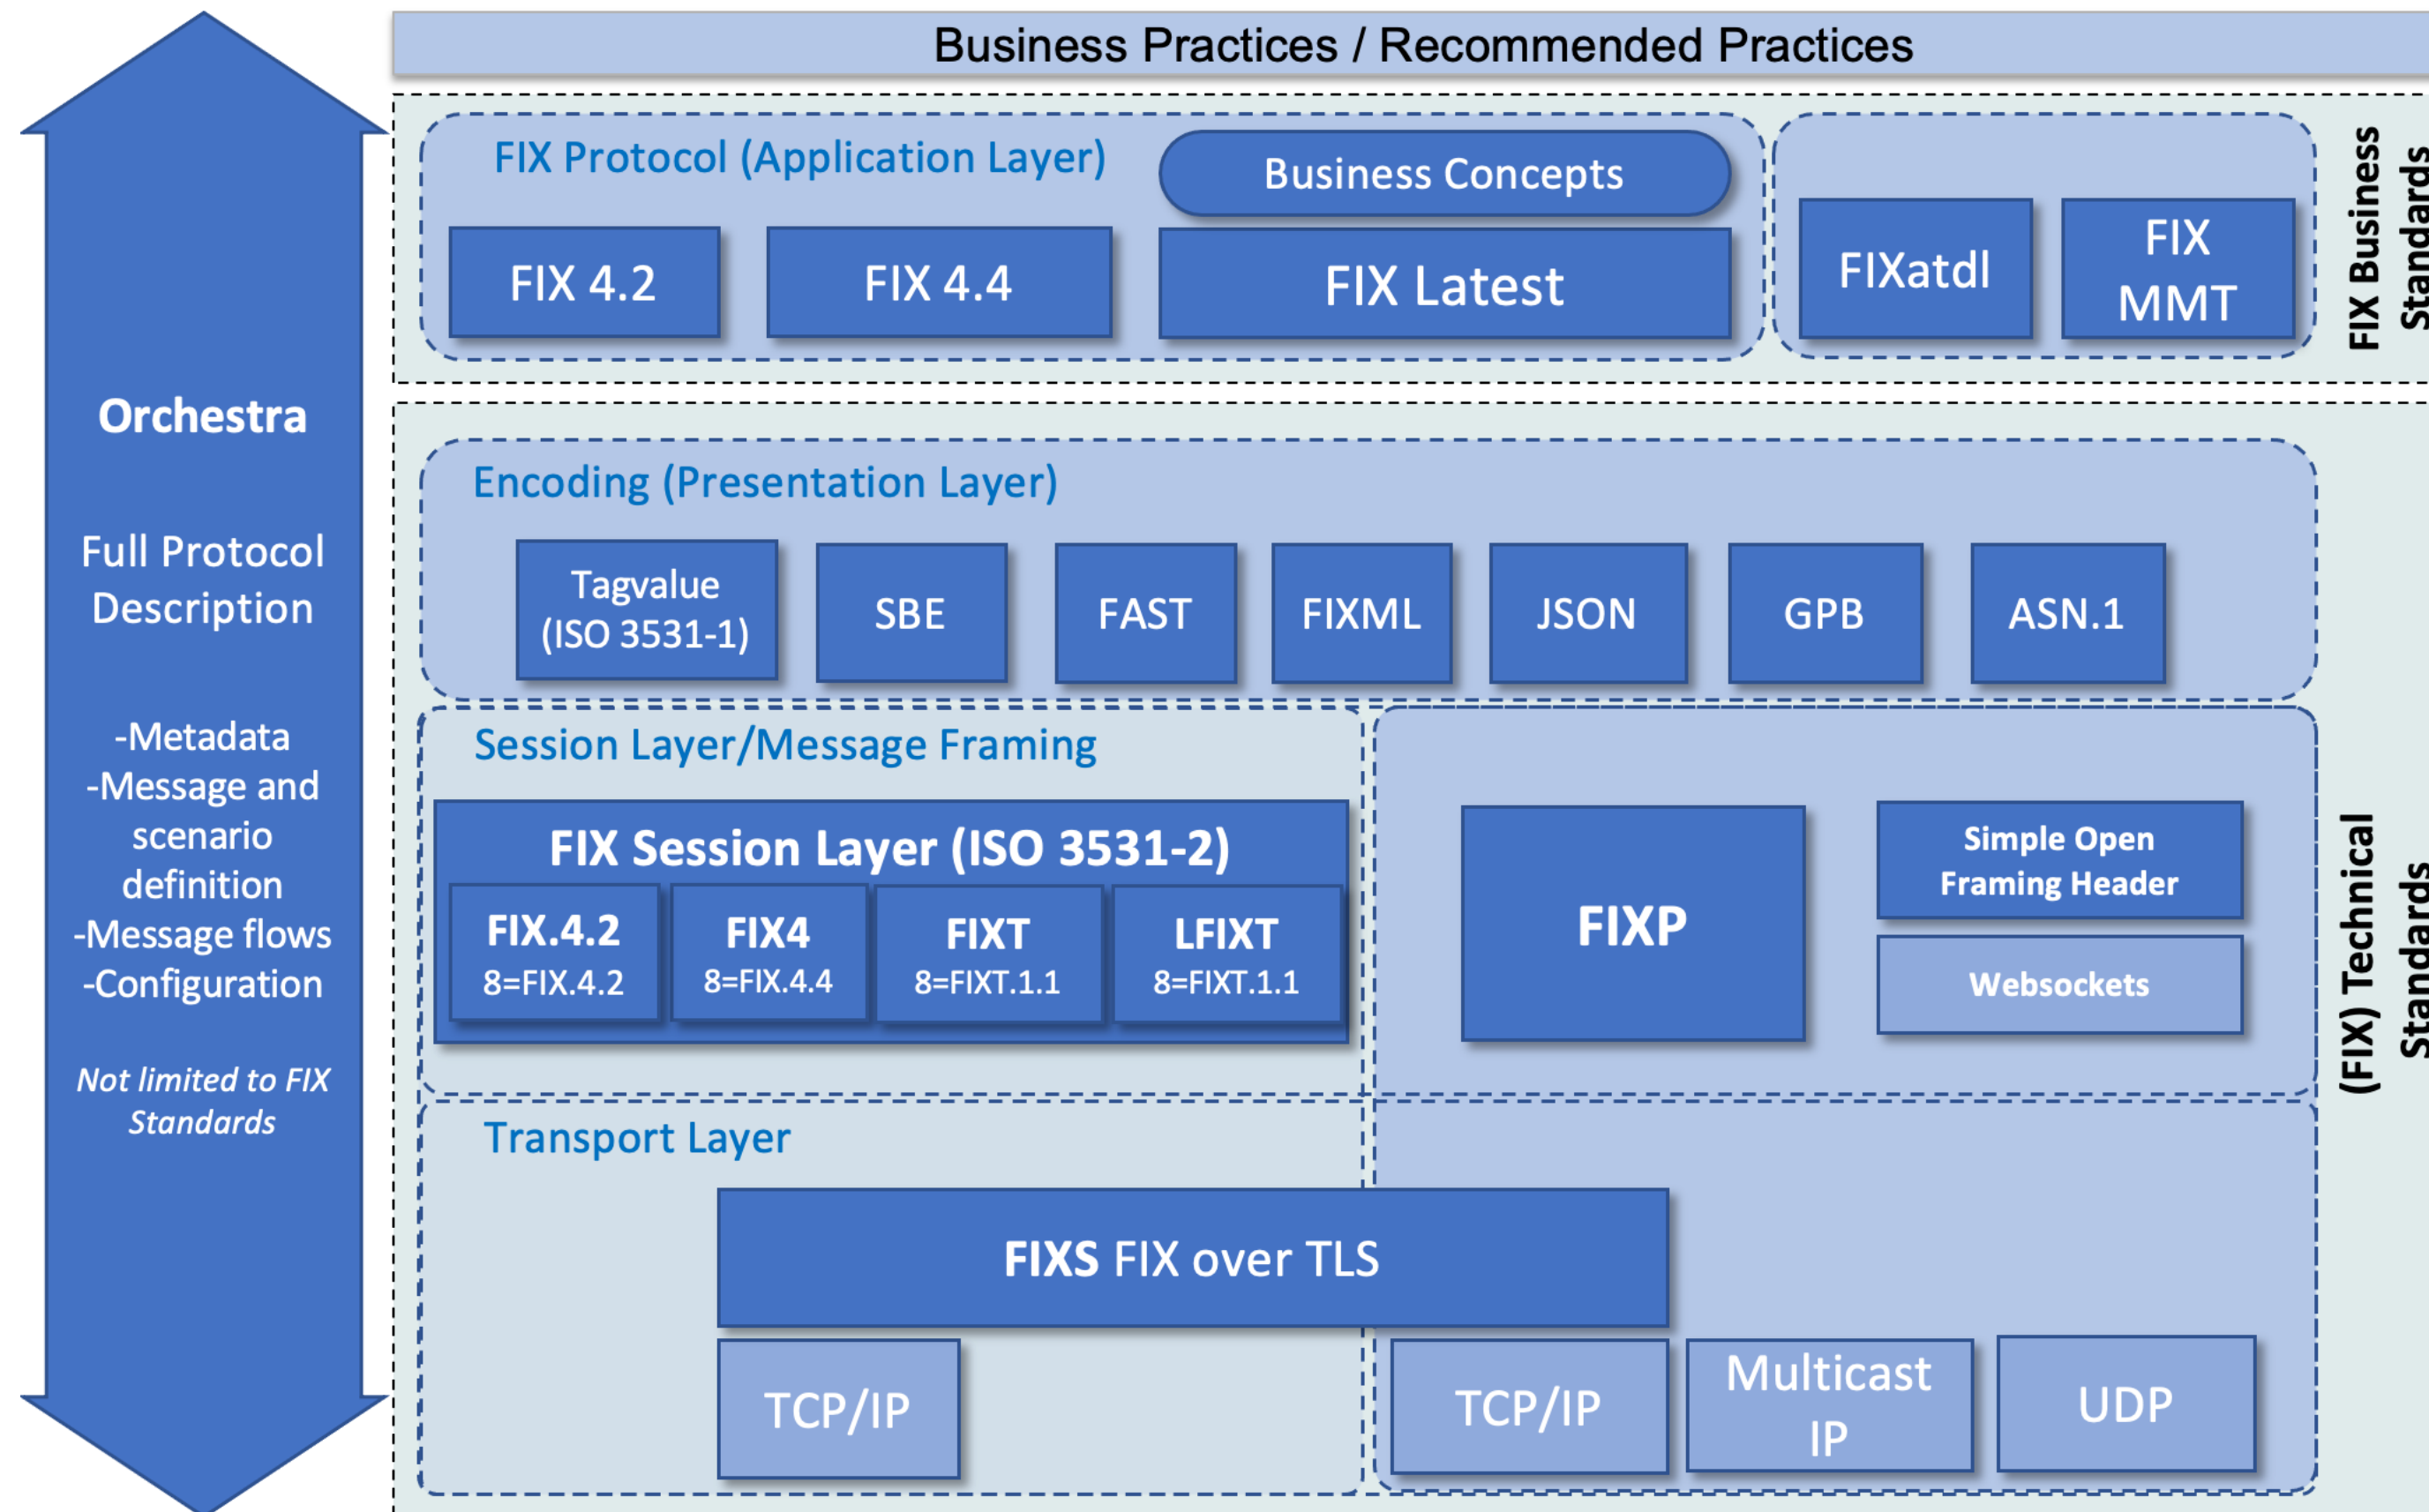 Business Practices / Recommended Practices
Orchestra
Full Protocol
Description
-Metadata
-Message and
scenario
definition
-Message flows
-Configuration
Not limited to FIX
Standards
FIX Protocol (Application Layer)
Business Concepts
FIX 4.2
FIX 4.4
FIX Latest
FIXatdl
FIX
MMT
FIX Business
Standards
Encoding (Presentation Layer)
Tagvalue
(ISO 3531-1)
SBE
FAST
FIXML
JSON
GPB
ASN.1
Session Layer/Message Framing
FIX Session Layer (ISO 3531-2)
FIX.4.2
8=FIX.4.2
FIX4
8=FIX.4.4
FIXT
8=FIXT.1.1
LFIXT
8=FIXT.1.1
FIXP
Simple Open
Framing Header
Websockets
(FIX) Technical
Standards
Transport Layer
FIXS FIX over TLS
TCP/IP
TCP/IP
Multicast
IP
UDP